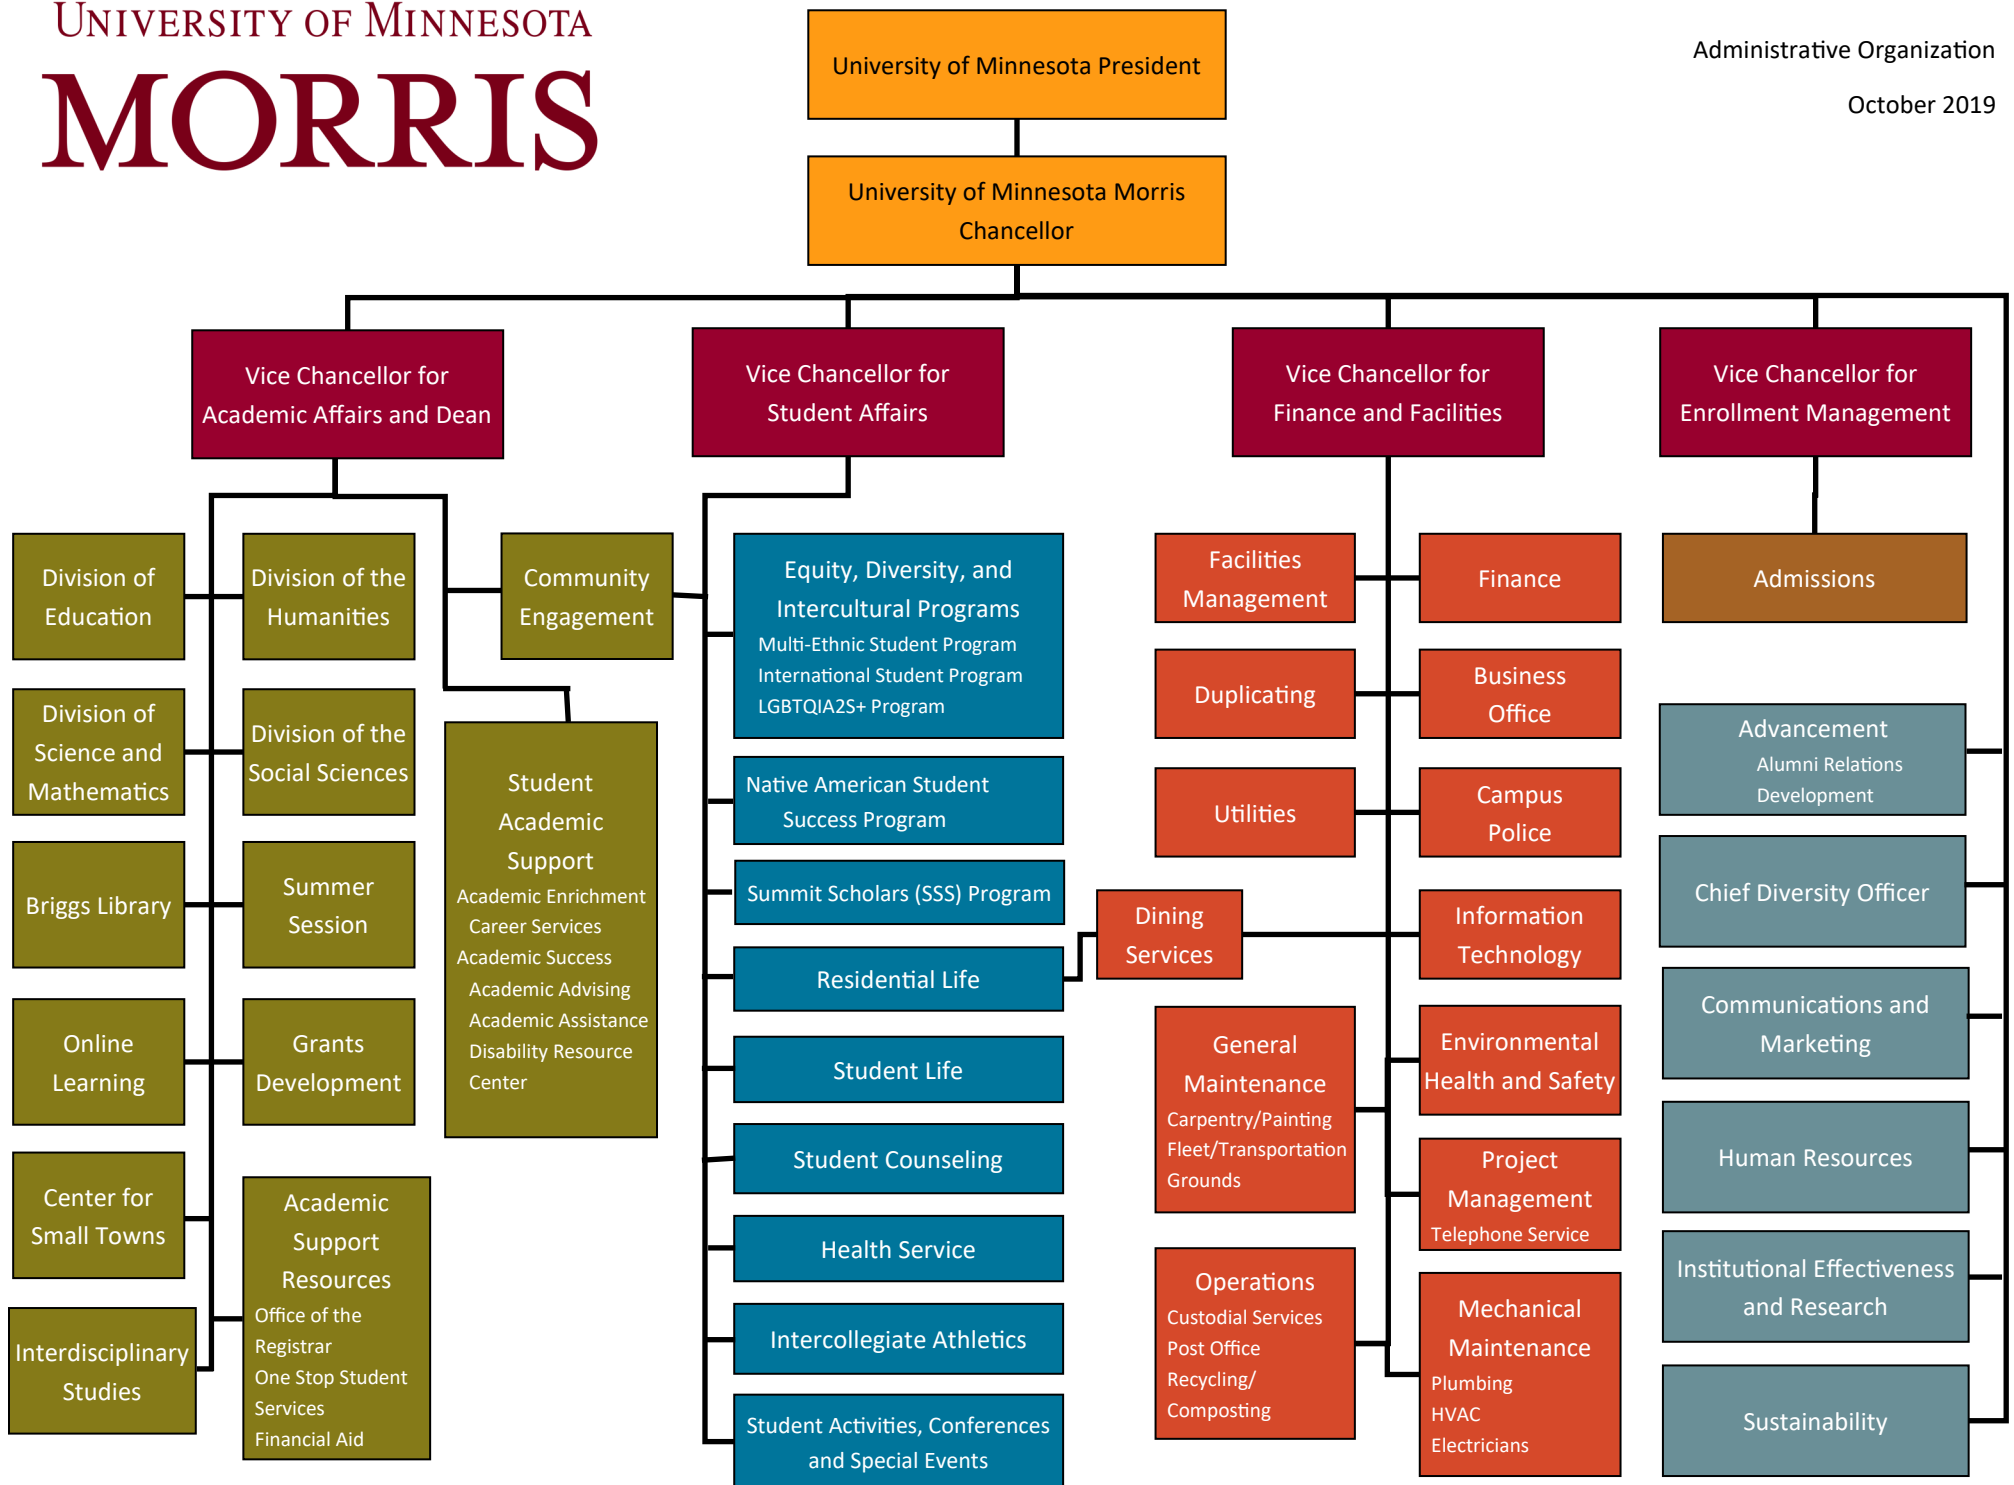 UNIVERSITY OF MINNESOTA
MORRIS
Administrative Organization
October 2019
University of Minnesota President
University of Minnesota Morris
Chancellor
Vice Chancellor for
Academic Affairs and Dean
Vice Chancellor for
Student Affairs
Vice Chancellor for
Finance and Facilities
Vice Chancellor for
Enrollment Management
Division of
Education
Division of the
Humanities
Division of
Science and
Mathematics
Division of the
Social Sciences
Briggs Library
Summer
Session
Online
Learning
Grants
Development
Center for
Small Towns
Interdisciplinary
Studies
Academic
Support
Resources
Office of the
Registrar
One Stop Student
Services
Financial Aid
Community
Engagement
Student
Academic
Support
Academic Enrichment
Career Services
Academic Success
Academic Advising
Academic Assistance
Disability Resource
Center
Equity, Diversity, and
Intercultural Programs
Multi-Ethnic Student Program
International Student Program
LGBTQIA2S+ Program
Native American Student
Success Program
Summit Scholars (SSS) Program
Residential Life
Student Life
Student Counseling
Health Service
Intercollegiate Athletics
Student Activities, Conferences
and Special Events
Facilities
Management
Finance
Duplicating
Business
Office
Utilities
Campus
Police
Dining
Services
Information
Technology
General
Maintenance
Carpentry/Painting
Fleet/Transportation
Grounds
Environmental
Health and Safety
Project
Management
Telephone Service
Operations
Custodial Services
Post Office
Recycling/
Composting
Mechanical
Maintenance
Plumbing
HVAC
Electricians
Admissions
Advancement
Alumni Relations
Development
Chief Diversity Officer
Communications and
Marketing
Human Resources
Institutional Effectiveness
and Research
Sustainability